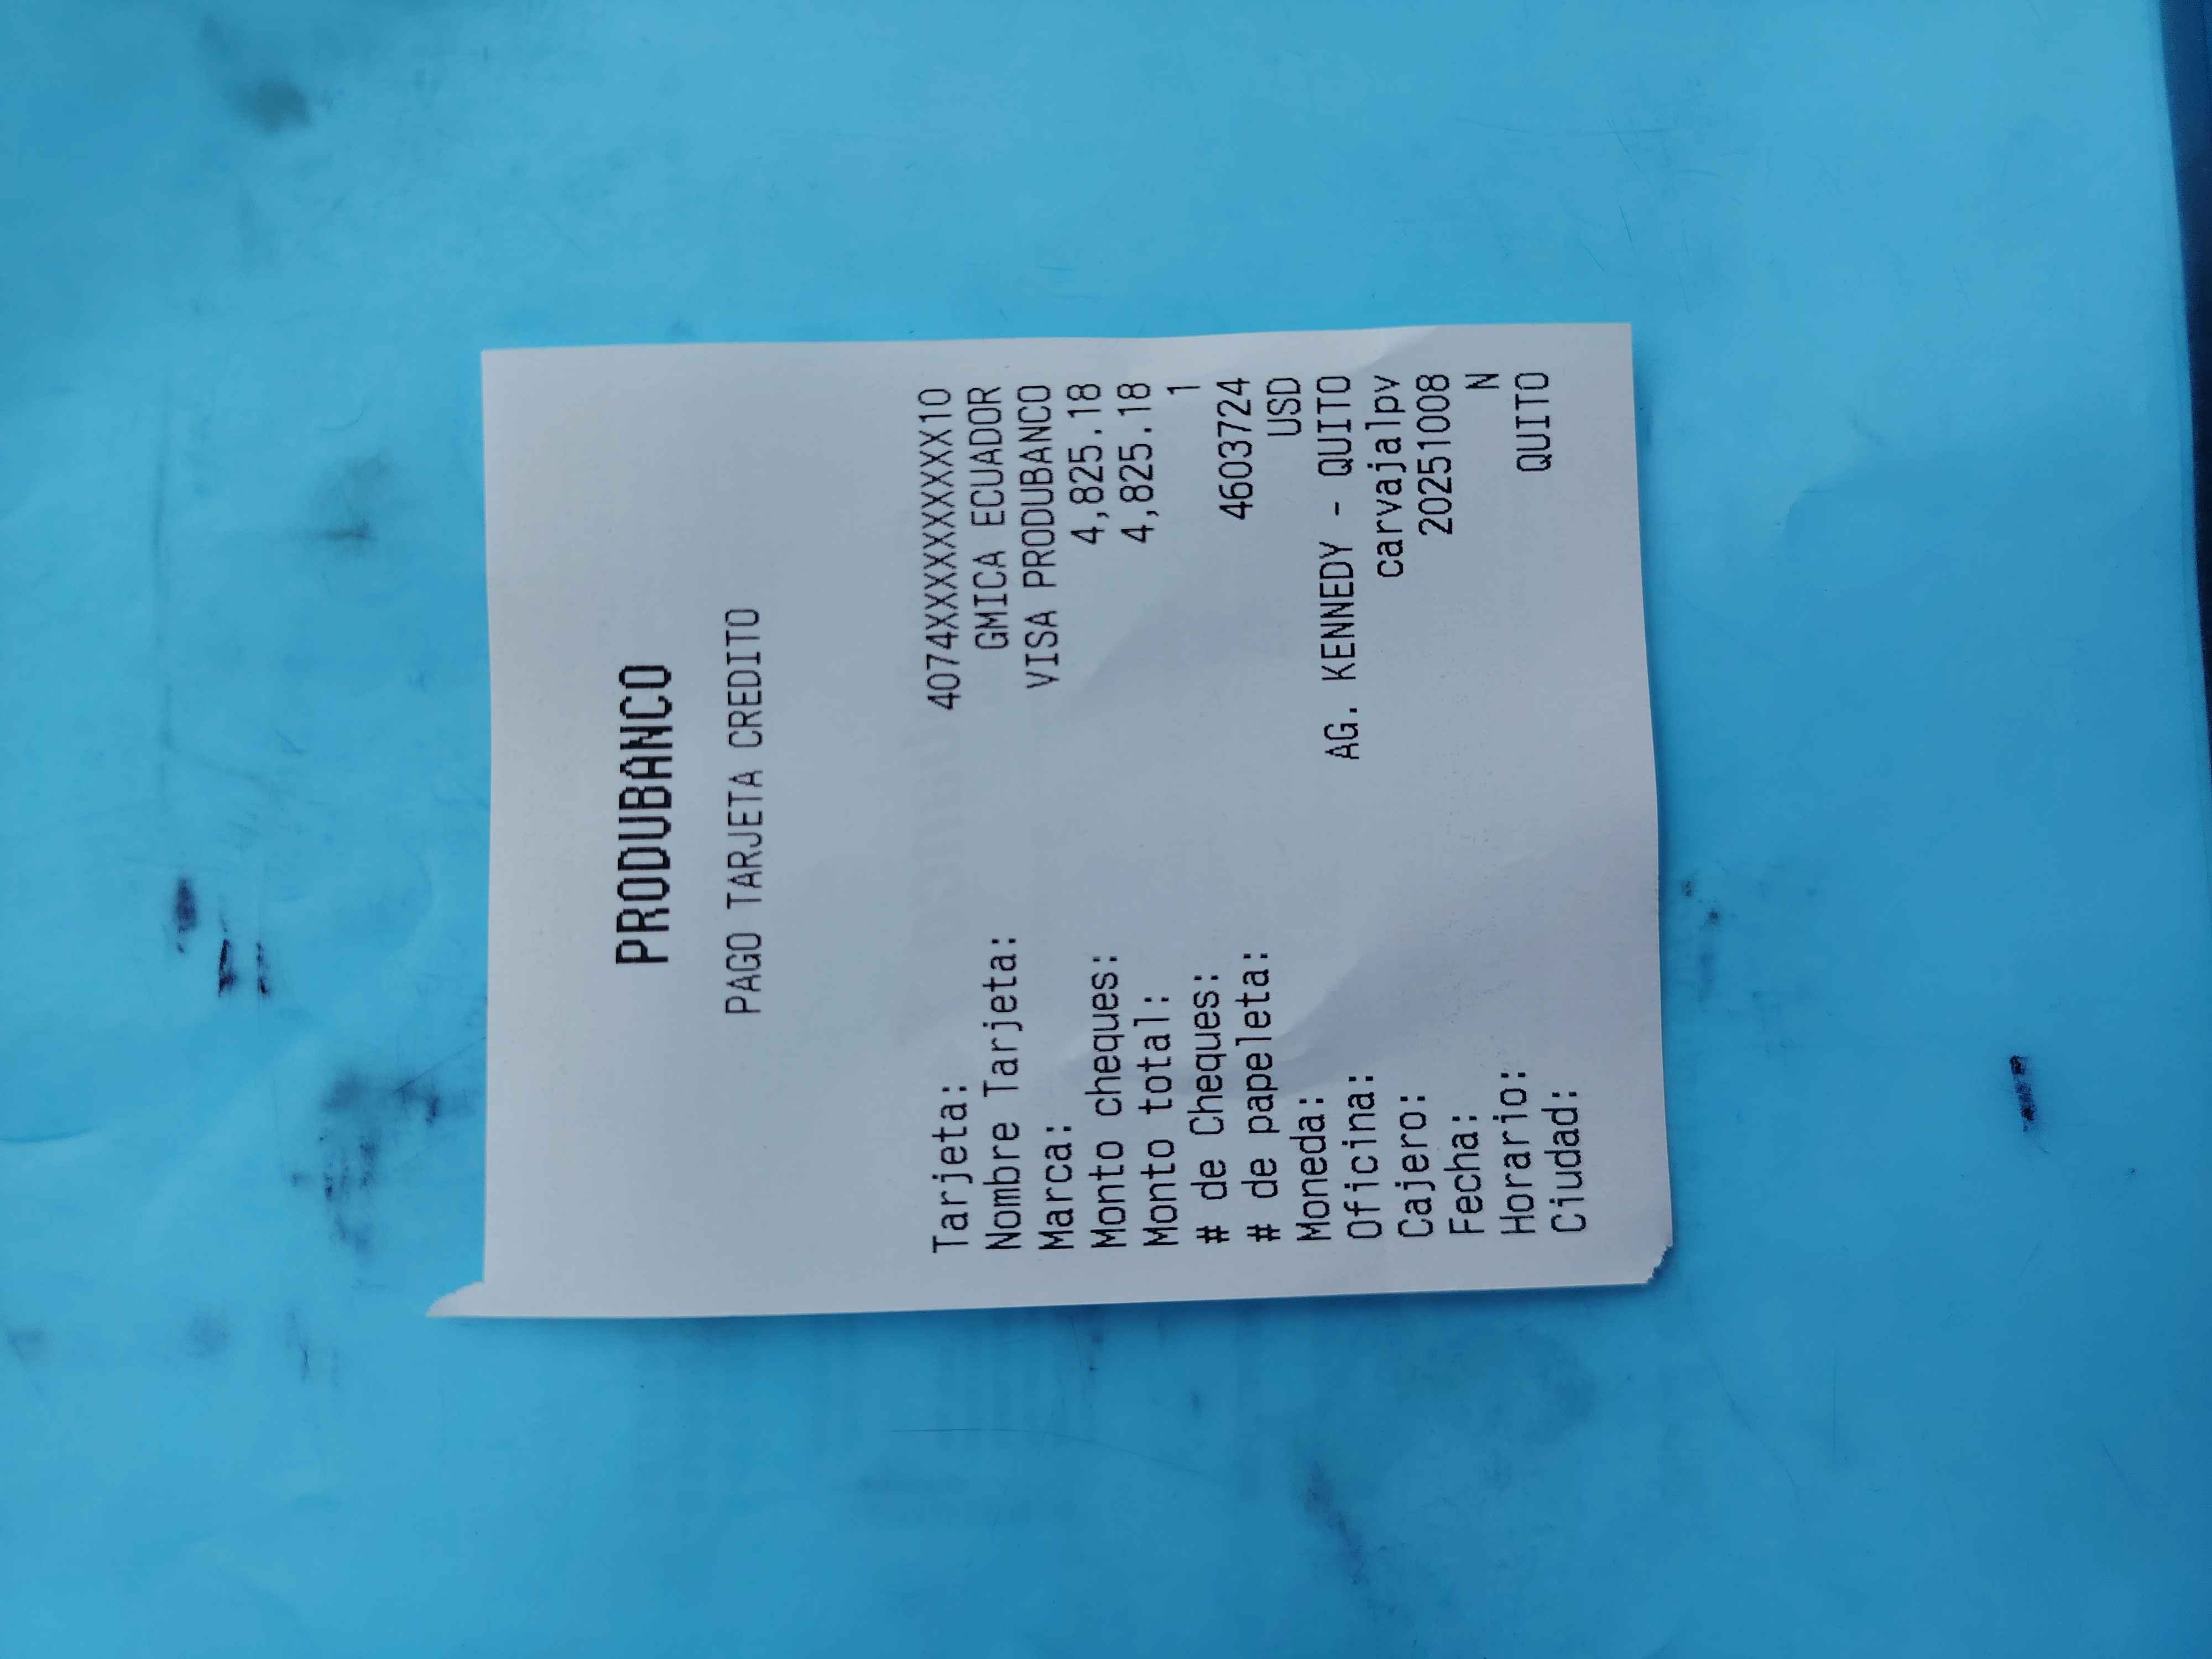 PRODUBANCO
PAGO TARJETA CREDITO
Tarjeta: 4074XXXXXXXXXX10
Nombre Tarjeta: GMICA ECUADOR
Marca: VISA PRODUBANCO
Monto cheques: 4,825.18
Monto total: 4,825.18
# de Cheques: 1
# de papeleta: 4603724
Moneda: USD
Oficina: AG. KENNEDY - QUITO
Cajero: carvajalpv
Fecha: 20251008
Horario: N
Ciudad: QUITO